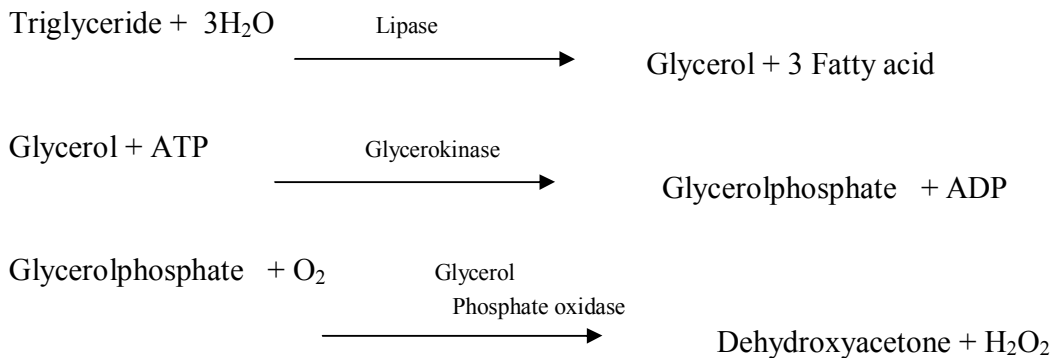 Triglyceride + 3H₂O Lipase Glycerol + 3 Fatty acid
Glycerol + ATP Glycerokinase Glycerolphosphate + ADP
Glycerolphosphate + O₂ Glycerol
Phosphate oxidase Dehydroxyacetone + H₂O₂